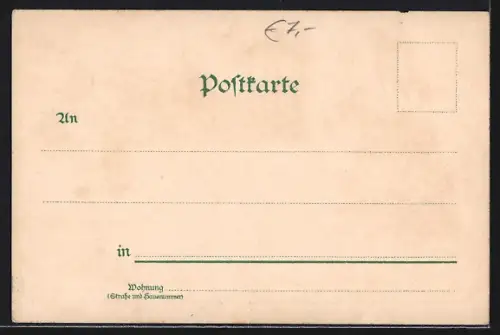 €7,-
Postkarte
An
in
Wohnung
(Straße und Hausnummer)